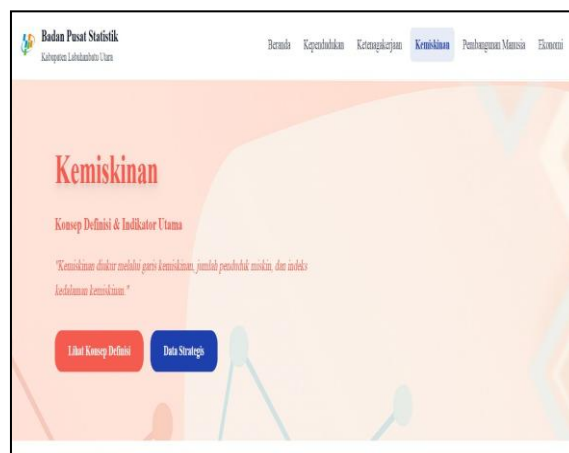 Badan Pusat Statistik
Kabupaten Labuhanbatu Utara
Beranda Kependudukan Ketenagakerjaan Kemiskinan Pembangunan Manusia Ekonomi
Kemiskinan
Konsep Definisi & Indikator Utama
"Kemiskinan diukur melalui garis kemiskinan, jumlah penduduk miskin, dan indeks
kedalaman kemiskinan."
Lihat Konsep Definisi Data Strategis